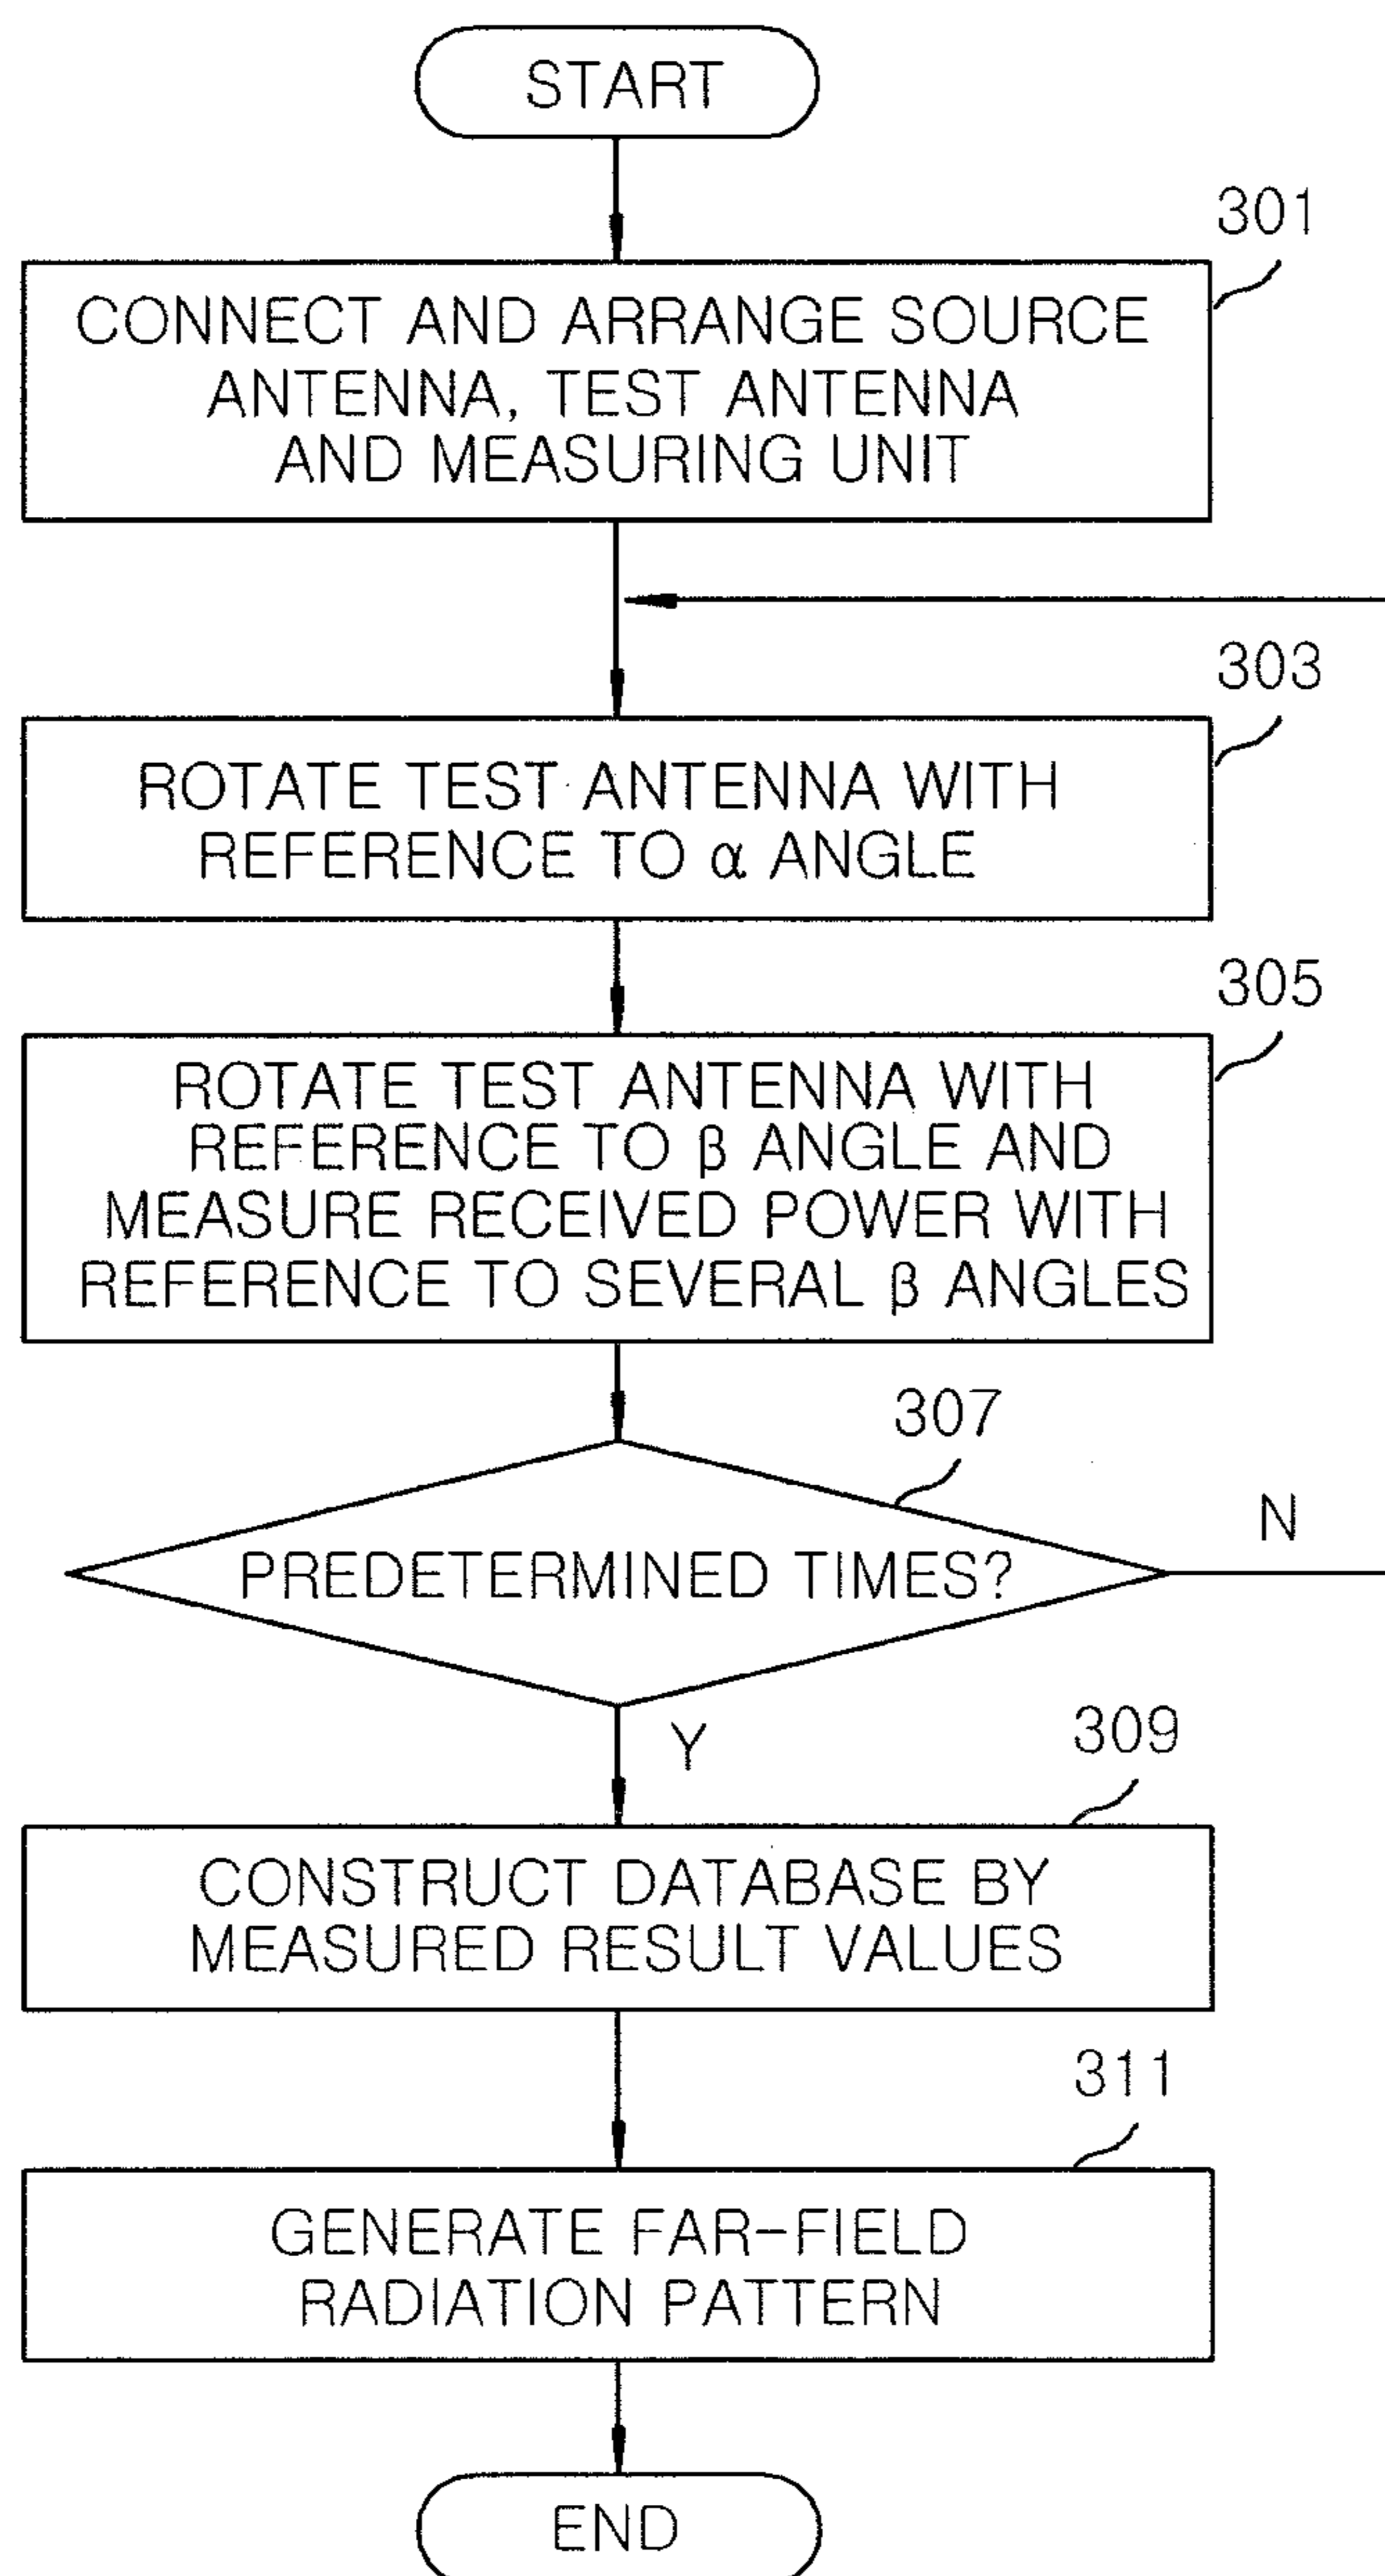 START
301
CONNECT AND ARRANGE SOURCE
ANTENNA, TEST ANTENNA
AND MEASURING UNIT
303
ROTATE TEST ANTENNA WITH
REFERENCE TO α ANGLE
305
ROTATE TEST ANTENNA WITH
REFERENCE TO β ANGLE AND
MEASURE RECEIVED POWER WITH
REFERENCE TO SEVERAL β ANGLES
307
PREDETERMINED TIMES?
N
Y
309
CONSTRUCT DATABASE BY
MEASURED RESULT VALUES
311
GENERATE FAR-FIELD
RADIATION PATTERN
END